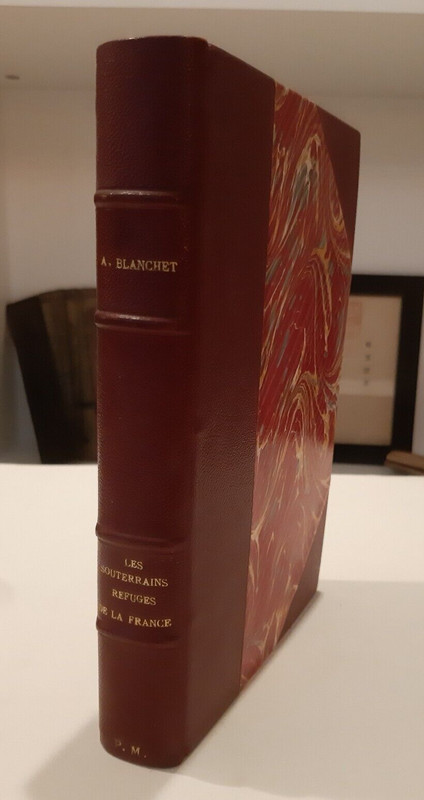 A. BLANCHET
LES
SOUTERRAINS
REFUGES
DE LA FRANCE
P. M.